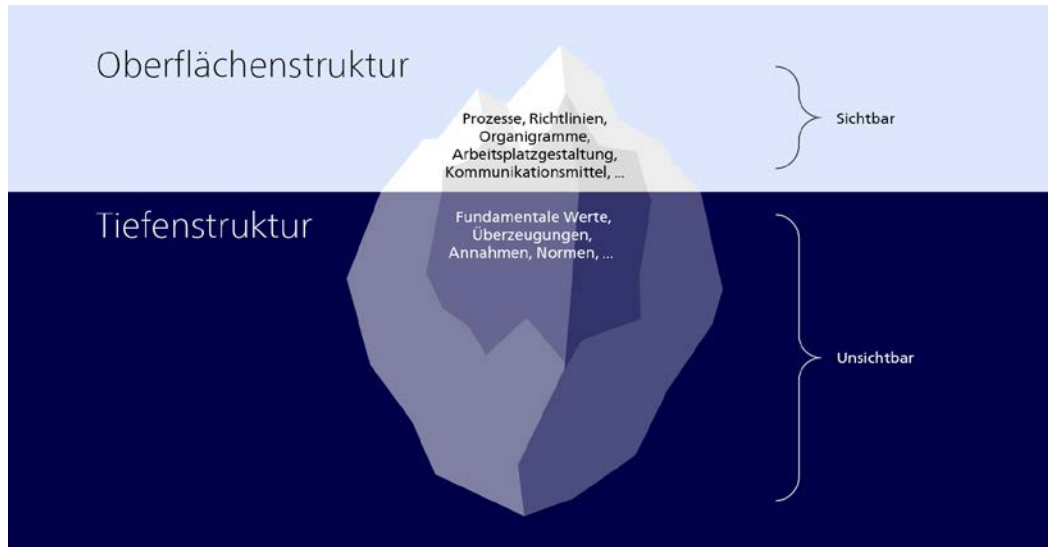 Oberflächenstruktur
Prozesse, Richtlinien,
Organigramme,
Arbeitsplatzgestaltung,
Kommunikationsmittel, ...
Sichtbar
Tiefenstruktur
Fundamentale Werte,
Überzeugungen,
Annahmen, Normen, ...
Unsichtbar